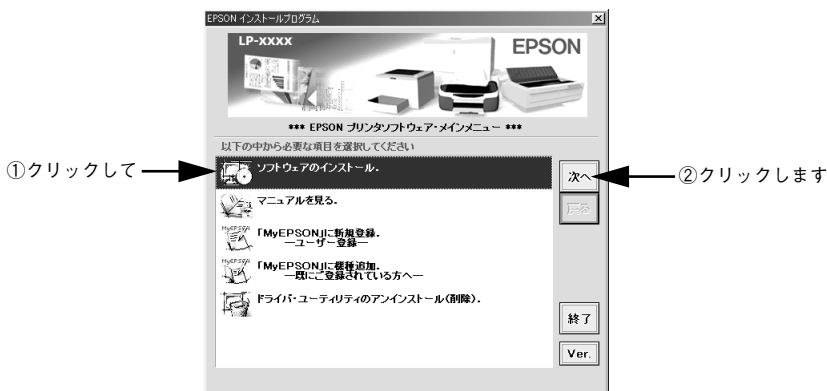 EPSON インストールプログラム
LP-XXXX
EPSON
*** EPSON プリンタソフトウェア・メインメニュー ***
以下の中から必要な項目を選択してください
①クリックして
ソフトウェアのインストール.
次へ
②クリックします
マニュアルを見る.
戻る
MyEPSON
「MyEPSON」に新規登録.
―ユーザー登録―
MyEPSON
「MyEPSON」に機種追加.
―既にご登録されている方へ―
ドライバ・ユーティリティのアンインストール(削除).
終了
Ver.